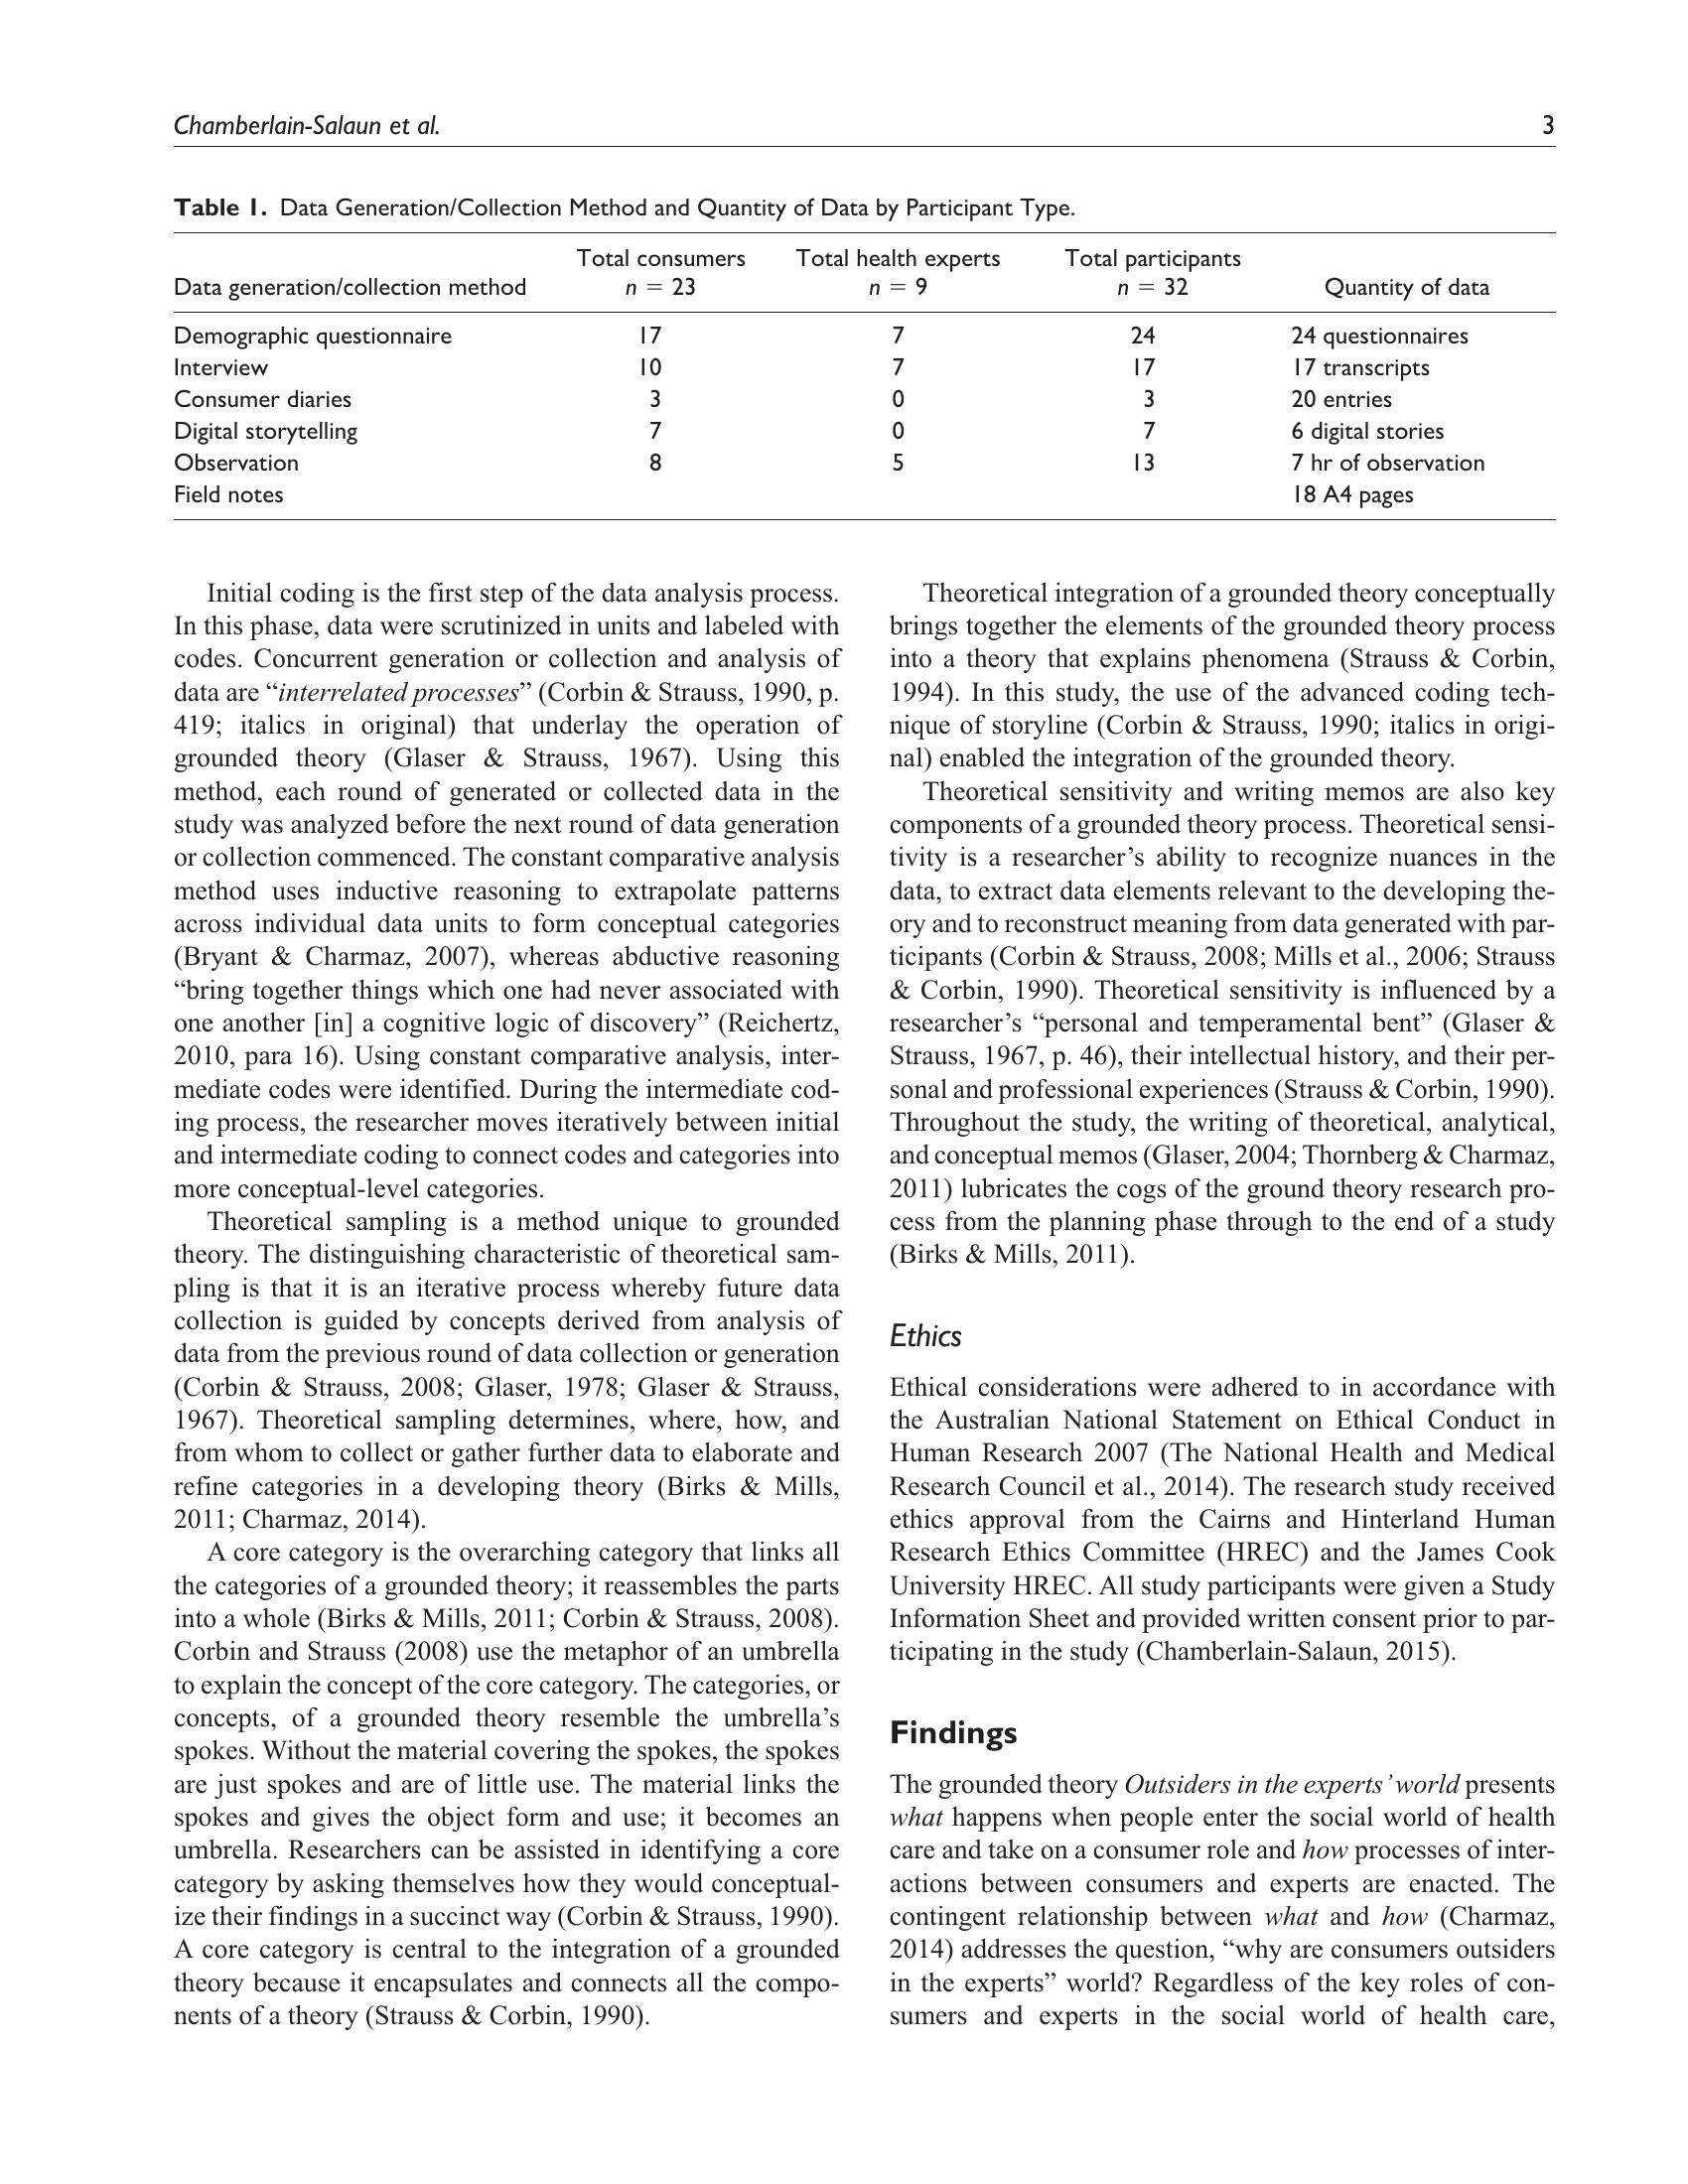 Chamberlain-Salaun et al. 3
Table 1. Data Generation/Collection Method and Quantity of Data by Participant Type.
Data generation/collection method Total consumers n = 23 Total health experts n = 9 Total participants n = 32 Quantity of data
Demographic questionnaire 17 7 24 24 questionnaires
Interview 10 7 17 17 transcripts
Consumer diaries 3 0 3 20 entries
Digital storytelling 7 0 7 6 digital stories
Observation 8 5 13 7 hr of observation
Field notes 18 A4 pages
Initial coding is the first step of the data analysis process.
In this phase, data were scrutinized in units and labeled with
codes. Concurrent generation or collection and analysis of
data are “interrelated processes” (Corbin & Strauss, 1990, p.
419; italics in original) that underlay the operation of
grounded theory (Glaser & Strauss, 1967). Using this
method, each round of generated or collected data in the
study was analyzed before the next round of data generation
or collection commenced. The constant comparative analysis
method uses inductive reasoning to extrapolate patterns
across individual data units to form conceptual categories
(Bryant & Charmaz, 2007), whereas abductive reasoning
“bring together things which one had never associated with
one another [in] a cognitive logic of discovery” (Reichertz,
2010, para 16). Using constant comparative analysis, inter-
mediate codes were identified. During the intermediate cod-
ing process, the researcher moves iteratively between initial
and intermediate coding to connect codes and categories into
more conceptual-level categories.
Theoretical sampling is a method unique to grounded
theory. The distinguishing characteristic of theoretical sam-
pling is that it is an iterative process whereby future data
collection is guided by concepts derived from analysis of
data from the previous round of data collection or generation
(Corbin & Strauss, 2008; Glaser, 1978; Glaser & Strauss,
1967). Theoretical sampling determines, where, how, and
from whom to collect or gather further data to elaborate and
refine categories in a developing theory (Birks & Mills,
2011; Charmaz, 2014).
A core category is the overarching category that links all
the categories of a grounded theory; it reassembles the parts
into a whole (Birks & Mills, 2011; Corbin & Strauss, 2008).
Corbin and Strauss (2008) use the metaphor of an umbrella
to explain the concept of the core category. The categories, or
concepts, of a grounded theory resemble the umbrella’s
spokes. Without the material covering the spokes, the spokes
are just spokes and are of little use. The material links the
spokes and gives the object form and use; it becomes an
umbrella. Researchers can be assisted in identifying a core
category by asking themselves how they would conceptual-
ize their findings in a succinct way (Corbin & Strauss, 1990).
A core category is central to the integration of a grounded
theory because it encapsulates and connects all the compo-
nents of a theory (Strauss & Corbin, 1990).
Theoretical integration of a grounded theory conceptually
brings together the elements of the grounded theory process
into a theory that explains phenomena (Strauss & Corbin,
1994). In this study, the use of the advanced coding tech-
nique of storyline (Corbin & Strauss, 1990; italics in origi-
nal) enabled the integration of the grounded theory.
Theoretical sensitivity and writing memos are also key
components of a grounded theory process. Theoretical sensi-
tivity is a researcher’s ability to recognize nuances in the
data, to extract data elements relevant to the developing the-
ory and to reconstruct meaning from data generated with par-
ticipants (Corbin & Strauss, 2008; Mills et al., 2006; Strauss
& Corbin, 1990). Theoretical sensitivity is influenced by a
researcher’s “personal and temperamental bent” (Glaser &
Strauss, 1967, p. 46), their intellectual history, and their per-
sonal and professional experiences (Strauss & Corbin, 1990).
Throughout the study, the writing of theoretical, analytical,
and conceptual memos (Glaser, 2004; Thornberg & Charmaz,
2011) lubricates the cogs of the ground theory research pro-
cess from the planning phase through to the end of a study
(Birks & Mills, 2011).
Ethics
Ethical considerations were adhered to in accordance with
the Australian National Statement on Ethical Conduct in
Human Research 2007 (The National Health and Medical
Research Council et al., 2014). The research study received
ethics approval from the Cairns and Hinterland Human
Research Ethics Committee (HREC) and the James Cook
University HREC. All study participants were given a Study
Information Sheet and provided written consent prior to par-
ticipating in the study (Chamberlain-Salaun, 2015).
Findings
The grounded theory Outsiders in the experts’ world presents
what happens when people enter the social world of health
care and take on a consumer role and how processes of inter-
actions between consumers and experts are enacted. The
contingent relationship between what and how (Charmaz,
2014) addresses the question, “why are consumers outsiders
in the experts” world? Regardless of the key roles of con-
sumers and experts in the social world of health care,